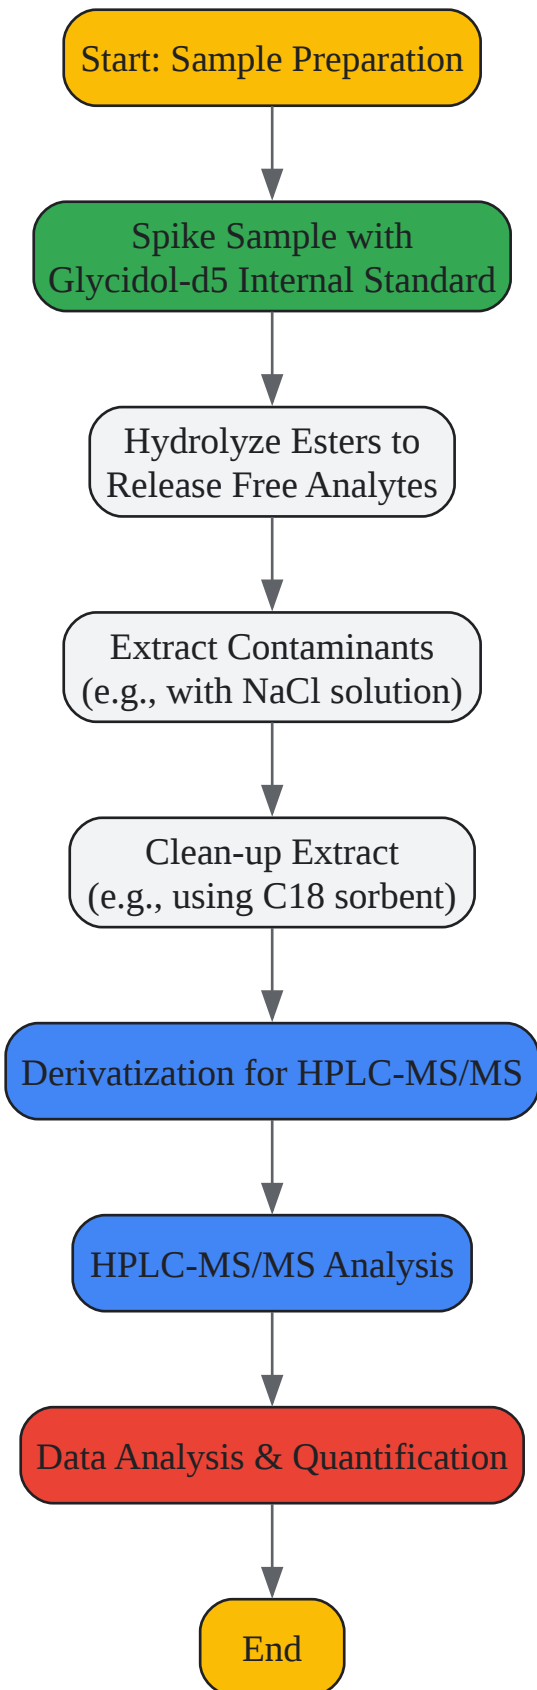 Start: Sample Preparation
Spike Sample with
Glycidol-d5 Internal Standard
Hydrolyze Esters to
Release Free Analytes
Extract Contaminants
(e.g., with NaCl solution)
Clean-up Extract
(e.g., using C18 sorbent)
Derivatization for HPLC-MS/MS
HPLC-MS/MS Analysis
Data Analysis & Quantification
End